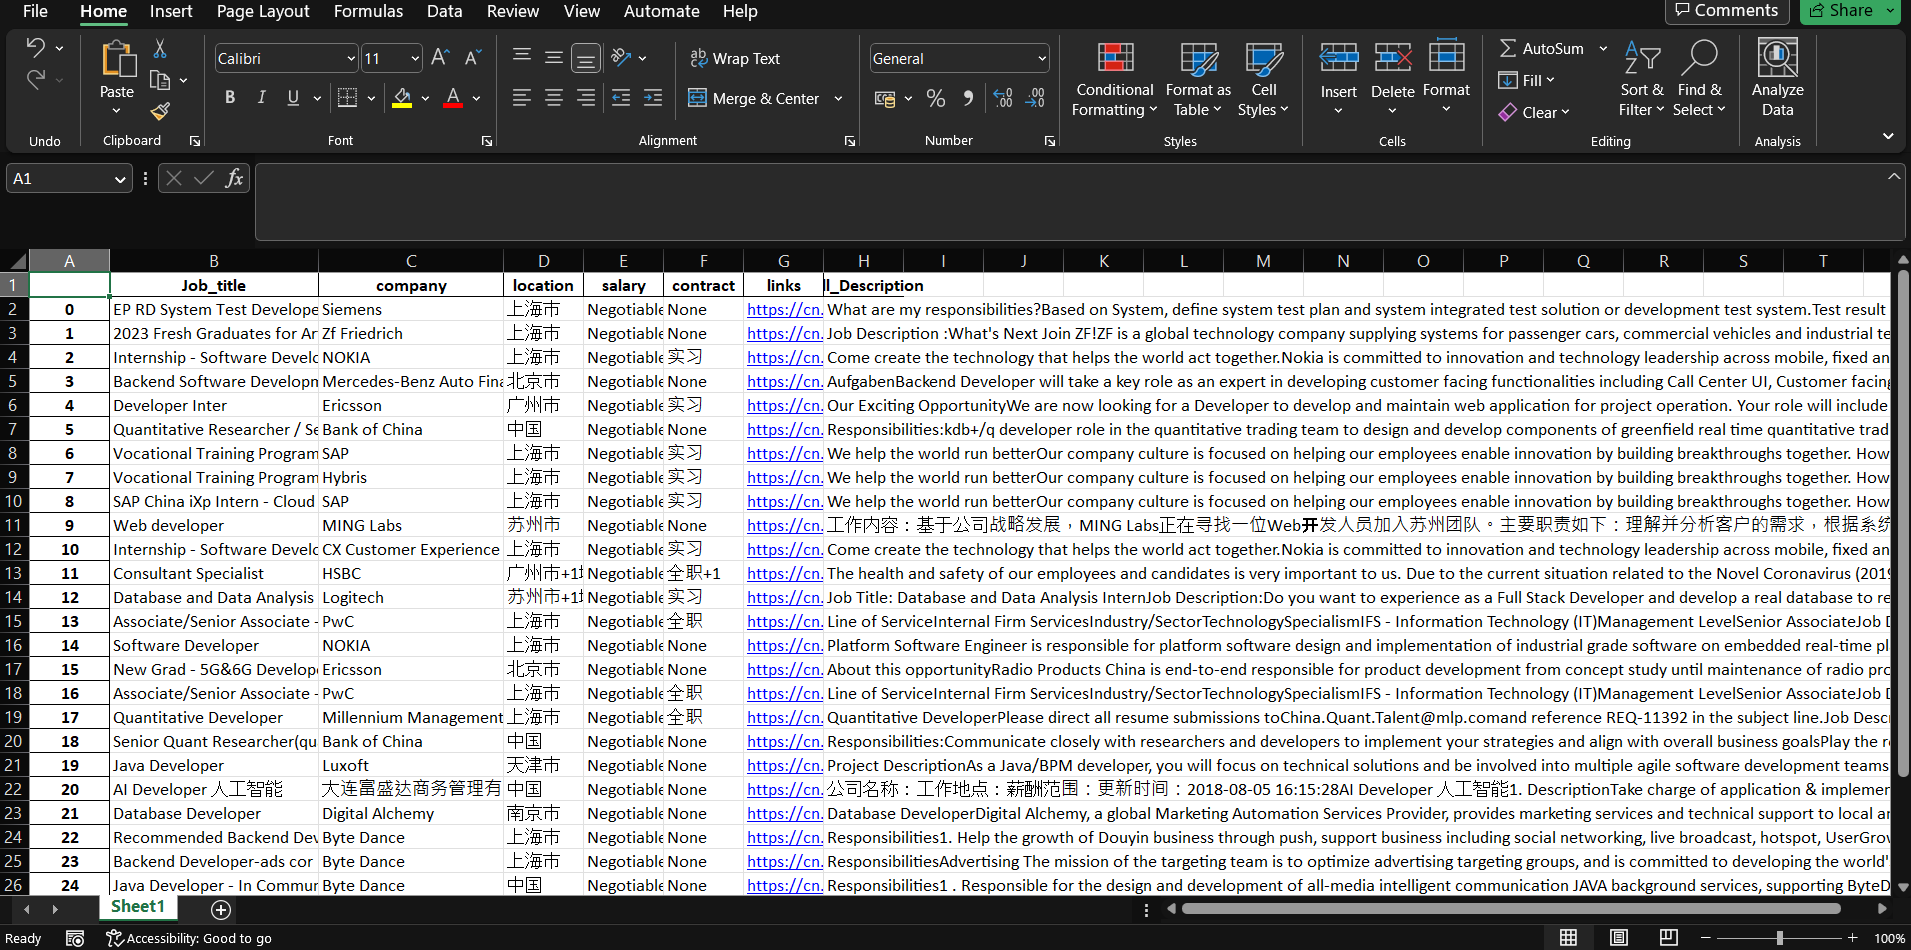 File Home Insert Page Layout Formulas Data Review View Automate Help Comments Share
Calibri 11 Wrap Text General AutoSum
Paste B I U Merge & Center % Conditional Formatting Format as Table Cell Styles Insert Delete Format Fill Clear Sort & Filter Find & Select Analyze Data
Undo Clipboard Font Alignment Number Styles Cells Editing Analysis
A1 fx
A B C D E F G H I J K L M N O P Q R S T
1 Job_title company location salary contract links l_Description
2 0 EP RD System Test Develope Siemens 上海市 Negotiable None https://cn. What are my responsibilities?Based on System, define system test plan and system integrated test solution or development test system.Test result
3 1 2023 Fresh Graduates for Ar Zf Friedrich 上海市 Negotiable None https://cn. Job Description :What's Next Join ZF!ZF is a global technology company supplying systems for passenger cars, commercial vehicles and industrial te
4 2 Internship - Software Develo NOKIA 上海市 Negotiable 实习 https://cn. Come create the technology that helps the world act together.Nokia is committed to innovation and technology leadership across mobile, fixed an
5 3 Backend Software Developm Mercedes-Benz Auto Fina 北京市 Negotiable None https://cn. AufgabenBackend Developer will take a key role as an expert in developing customer facing functionalities including Call Center UI, Customer facing
6 4 Developer Inter Ericsson 广州市 Negotiable 实习 https://cn. Our Exciting OpportunityWe are now looking for a Developer to develop and maintain web application for project operation. Your role will include
7 5 Quantitative Researcher / Se Bank of China 中国 Negotiable None https://cn. Responsibilities:kdb+/q developer role in the quantitative trading team to design and develop components of greenfield real time quantitative trad
8 6 Vocational Training Program SAP 上海市 Negotiable 实习 https://cn. We help the world run betterOur company culture is focused on helping our employees enable innovation by building breakthroughs together. How
9 7 Vocational Training Program Hybris 上海市 Negotiable 实习 https://cn. We help the world run betterOur company culture is focused on helping our employees enable innovation by building breakthroughs together. How
10 8 SAP China iXp Intern - Cloud SAP 上海市 Negotiable 实习 https://cn. We help the world run betterOur company culture is focused on helping our employees enable innovation by building breakthroughs together. How
11 9 Web developer MING Labs 苏州市 Negotiable None https://cn. 工作内容：基于公司战略发展，MING Labs正在寻找一位Web开发人员加入苏州团队。主要职责如下：理解并分析客户的需求，根据系统
12 10 Internship - Software Develo CX Customer Experience 上海市 Negotiable 实习 https://cn. Come create the technology that helps the world act together.Nokia is committed to innovation and technology leadership across mobile, fixed an
13 11 Consultant Specialist HSBC 广州市+1 Negotiable 全职+1 https://cn. The health and safety of our employees and candidates is very important to us. Due to the current situation related to the Novel Coronavirus (2019
14 12 Database and Data Analysis Logitech 苏州市+1 Negotiable 实习 https://cn. Job Title: Database and Data Analysis InternJob Description:Do you want to experience as a Full Stack Developer and develop a real database to re
15 13 Associate/Senior Associate - PwC 上海市 Negotiable 全职 https://cn. Line of ServiceInternal Firm ServicesIndustry/SectorTechnologySpecialismIFS - Information Technology (IT)Management LevelSenior AssociateJob D
16 14 Software Developer NOKIA 上海市 Negotiable None https://cn. Platform Software Engineer is responsible for platform software design and implementation of industrial grade software on embedded real-time pl
17 15 New Grad - 5G&6G Develope Ericsson 北京市 Negotiable None https://cn. About this opportunityRadio Products China is end-to-end responsible for product development from concept study until maintenance of radio pro
18 16 Associate/Senior Associate - PwC 上海市 Negotiable 全职 https://cn. Line of ServiceInternal Firm ServicesIndustry/SectorTechnologySpecialismIFS - Information Technology (IT)Management LevelSenior AssociateJob D
19 17 Quantitative Developer Millennium Management 上海市 Negotiable 全职 https://cn. Quantitative DeveloperPlease direct all resume submissions toChina.Quant.Talent@mlp.comand reference REQ-11392 in the subject line.Job Desc
20 18 Senior Quant Researcher(qu Bank of China 中国 Negotiable None https://cn. Responsibilities:Communicate closely with researchers and developers to implement your strategies and align with overall business goalsPlay the r
21 19 Java Developer Luxoft 天津市 Negotiable None https://cn. Project DescriptionAs a Java/BPM developer, you will focus on technical solutions and be involved into multiple agile software development teams
22 20 AI Developer 人工智能 大连富盛达商务管理有 中国 Negotiable None https://cn. 公司名称：工作地点：薪酬范围：更新时间：2018-08-05 16:15:28AI Developer 人工智能1. DescriptionTake charge of application & implemen
23 21 Database Developer Digital Alchemy 南京市 Negotiable None https://cn. Database DeveloperDigital Alchemy, a global Marketing Automation Services Provider, provides marketing services and technical support to local an
24 22 Recommended Backend Dev Byte Dance 上海市 Negotiable None https://cn. Responsibilities1. Help the growth of Douyin business through push, support business including social networking, live broadcast, hotspot, UserGrov
25 23 Backend Developer-ads cor Byte Dance 上海市 Negotiable None https://cn. ResponsibilitiesAdvertising The mission of the targeting team is to optimize advertising targeting groups, and is committed to developing the world'
26 24 Java Developer - In Commun Byte Dance 中国 Negotiable None https://cn. Responsibilities1 . Responsible for the design and development of all-media intelligent communication JAVA background services, supporting ByteD
Sheet1
Ready Accessibility: Good to go 100%